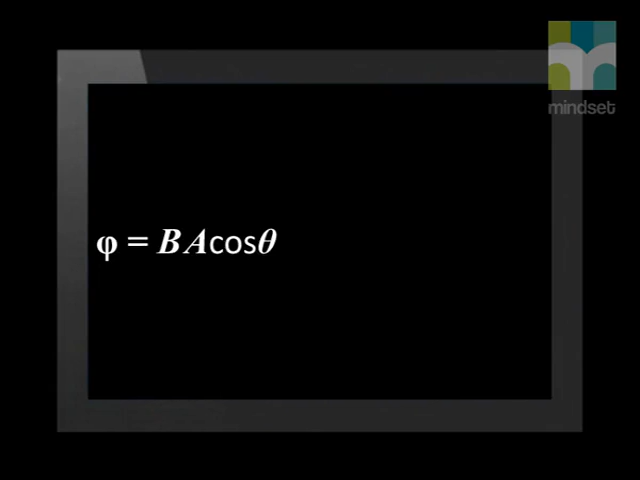 mindset
φ = BAcosθ